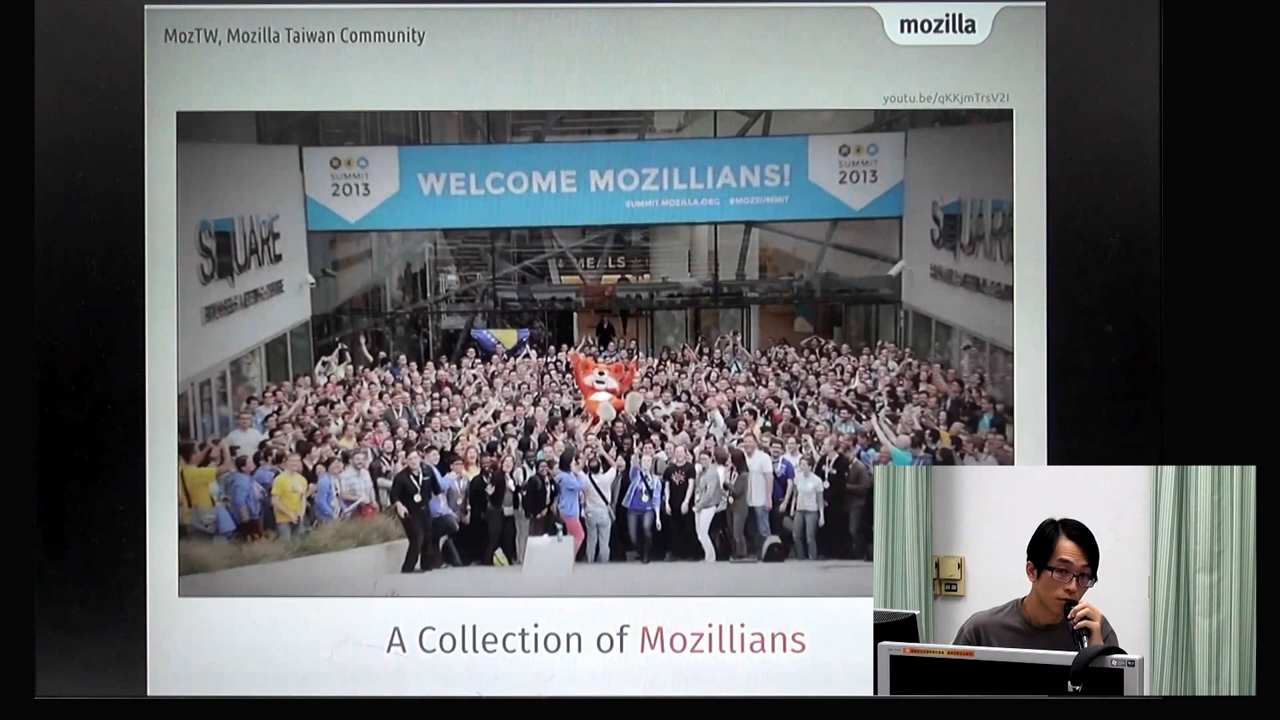 MozTW, Mozilla Taiwan Community
mozilla
youtu.be/qKKjmTrsV2I
SUMMIT
2013
WELCOME MOZILLIANS!
SUMMIT.MOZILLA.ORG #MOZSUMMIT
SUMMIT
2013
SQUARE
SQUARE
MEALS
A Collection of Mozillians